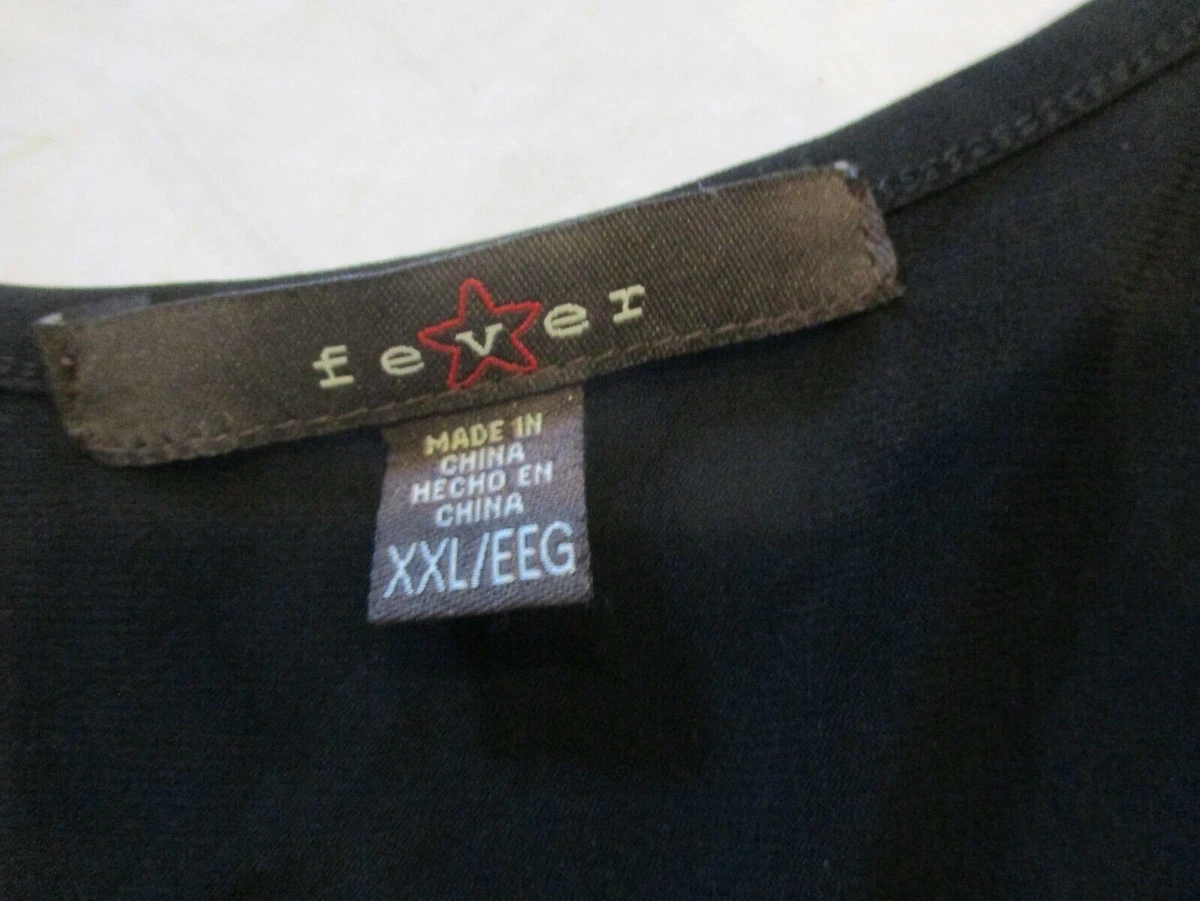 fever
MADE IN
CHINA
HECHO EN
CHINA
XXL/EEG